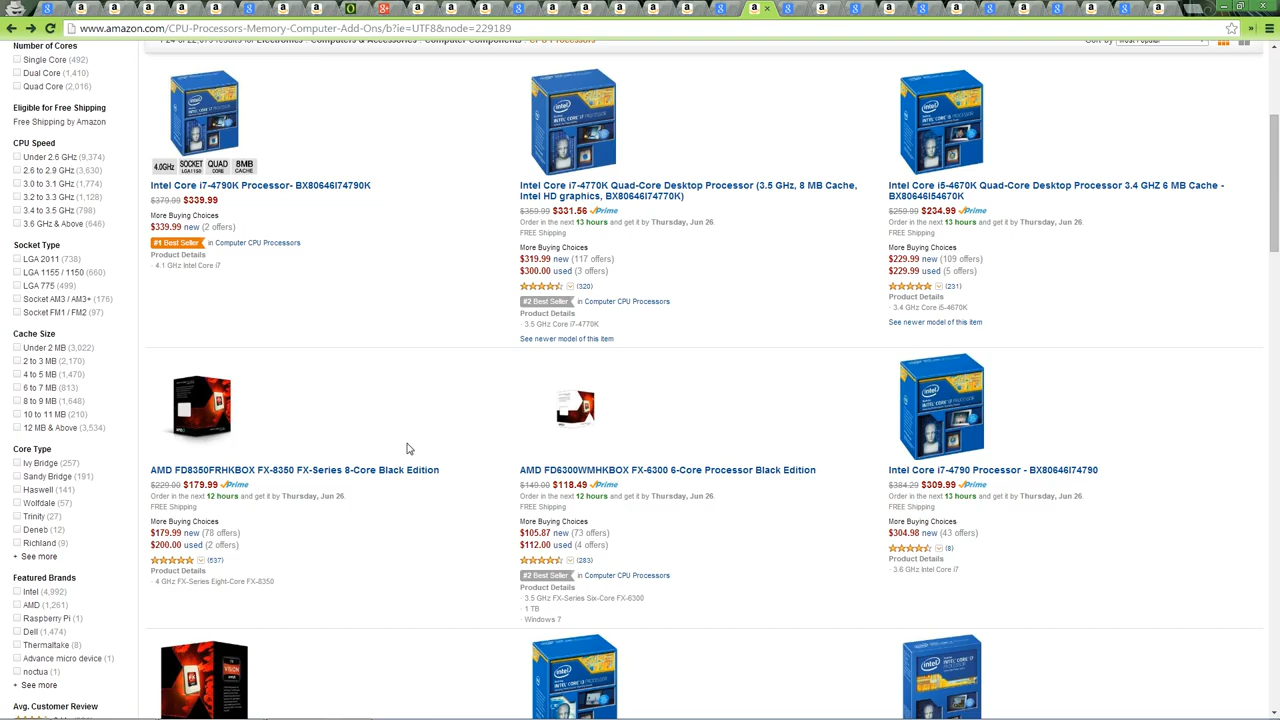 www.amazon.com/CPU-Processors-Memory-Computer-Add-Ons/b?ie=UTF8&node=229189
Number of Cores
Single Core (492)
Dual Core (1,410)
Quad Core (2,016)
Eligible for Free Shipping
Free Shipping by Amazon
CPU Speed
Under 2.6 GHz (9,374)
2.6 to 2.9 GHz (3,630)
3.0 to 3.1 GHz (1,774)
3.2 to 3.3 GHz (1,128)
3.4 to 3.5 GHz (798)
3.6 GHz & Above (646)
Socket Type
LGA 2011 (738)
LGA 1155 / 1150 (660)
LGA 775 (499)
Socket AM3 / AM3+ (176)
Socket FM1 / FM2 (97)
Cache Size
Under 2 MB (3,022)
2 to 3 MB (2,170)
4 to 5 MB (1,470)
6 to 7 MB (813)
8 to 9 MB (1,648)
10 to 11 MB (210)
12 MB & Above (3,534)
Core Type
Ivy Bridge (257)
Sandy Bridge (191)
Haswell (141)
Wolfdale (57)
Trinity (27)
Deneb (12)
Richland (9)
+ See more
Featured Brands
Intel (4,992)
AMD (1,261)
Raspberry Pi (1)
Dell (1,474)
Thermaltake (8)
Advance micro device (1)
noctua (1)
+ See more
Avg. Customer Review
4.0GHz SOCKET LGA1150 QUAD CORE 8MB CACHE
Intel Core i7-4790K Processor- BX80646I74790K
$379.99 $339.99
More Buying Choices
$339.99 new (2 offers)
#1 Best Seller in Computer CPU Processors
Product Details
· 4.1 GHz Intel Core i7
Intel Core i7-4770K Quad-Core Desktop Processor (3.5 GHz, 8 MB Cache,
Intel HD graphics, BX80646I74770K)
$359.99 $331.56 Prime
Order in the next 13 hours and get it by Thursday, Jun 26.
FREE Shipping
More Buying Choices
$319.99 new (117 offers)
$300.00 used (3 offers)
(320)
#2 Best Seller in Computer CPU Processors
Product Details
· 3.5 GHz Core i7-4770K
See newer model of this item
Intel Core i5-4670K Quad-Core Desktop Processor 3.4 GHZ 6 MB Cache -
BX80646I54670K
$259.99 $234.99 Prime
Order in the next 13 hours and get it by Thursday, Jun 26.
FREE Shipping
More Buying Choices
$229.99 new (109 offers)
$229.99 used (5 offers)
(231)
Product Details
· 3.4 GHz Core i5-4670K
See newer model of this item
AMD FD8350FRHKBOX FX-8350 FX-Series 8-Core Black Edition
$229.00 $179.99 Prime
Order in the next 12 hours and get it by Thursday, Jun 26.
FREE Shipping
More Buying Choices
$179.99 new (78 offers)
$200.00 used (2 offers)
(537)
Product Details
· 4 GHz FX-Series Eight-Core FX-8350
AMD FD6300WMHKBOX FX-6300 6-Core Processor Black Edition
$140.00 $118.49 Prime
Order in the next 12 hours and get it by Thursday, Jun 26.
FREE Shipping
More Buying Choices
$105.87 new (73 offers)
$112.00 used (4 offers)
(283)
#2 Best Seller in Computer CPU Processors
Product Details
· 3.5 GHz FX-Series Six-Core FX-6300
· 1 TB
· Windows 7
Intel Core i7-4790 Processor - BX80646I74790
$384.29 $309.99 Prime
Order in the next 13 hours and get it by Thursday, Jun 26.
FREE Shipping
More Buying Choices
$304.98 new (43 offers)
(8)
Product Details
· 3.6 GHz Intel Core i7